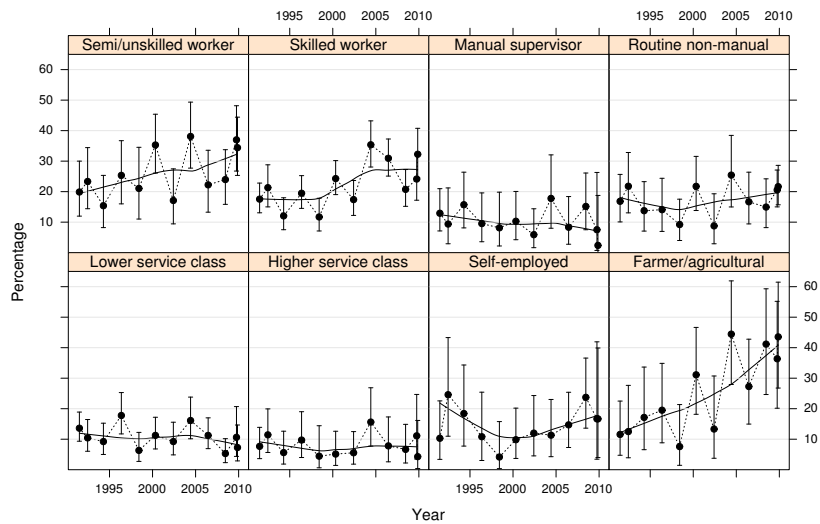 1995 2000 2005 2010 1995 2000 2005 2010
Semi/unskilled worker Skilled worker Manual supervisor Routine non-manual
60
50
40
30
20
10
Percentage
Lower service class Higher service class Self-employed Farmer/agricultural
60
50
40
30
20
10
1995 2000 2005 2010 1995 2000 2005 2010
Year